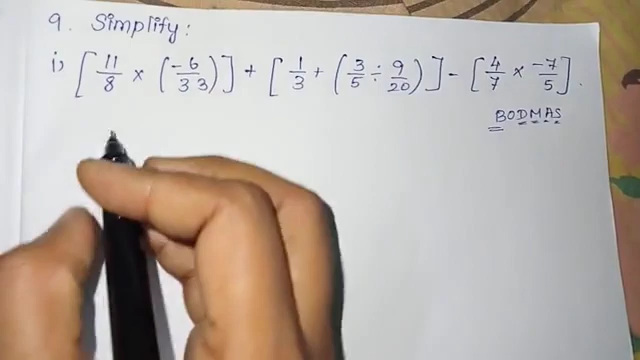 9. Simplify:
i) [11/8 × (-6/33)] + [1/3 + (3/5 ÷ 9/20)] - [4/7 × -7/5].
BODMAS